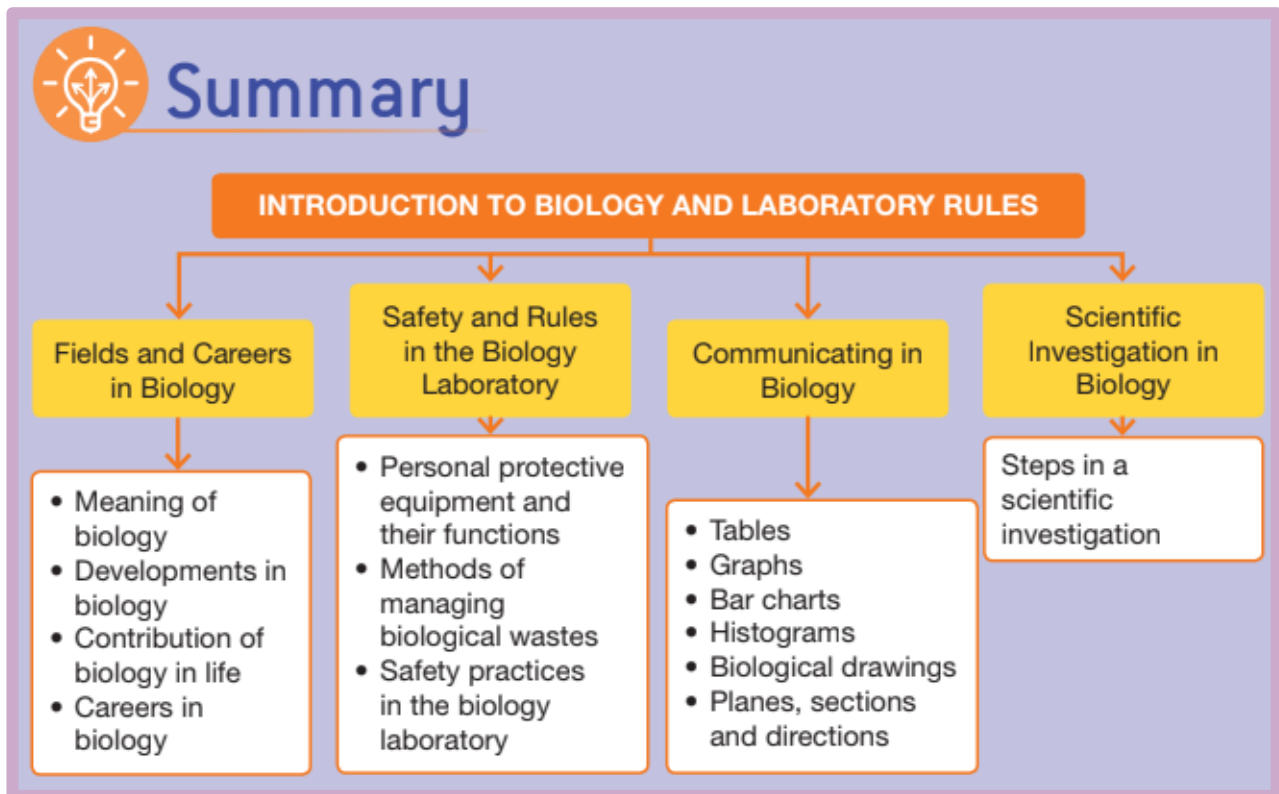 Summary
INTRODUCTION TO BIOLOGY AND LABORATORY RULES
Fields and Careers
in Biology
• Meaning of
biology
• Developments in
biology
• Contribution of
biology in life
• Careers in
biology
Safety and Rules
in the Biology
Laboratory
• Personal protective
equipment and
their functions
• Methods of
managing
biological wastes
• Safety practices
in the biology
laboratory
Communicating in
Biology
• Tables
• Graphs
• Bar charts
• Histograms
• Biological drawings
• Planes, sections
and directions
Scientific
Investigation in
Biology
Steps in a
scientific
investigation